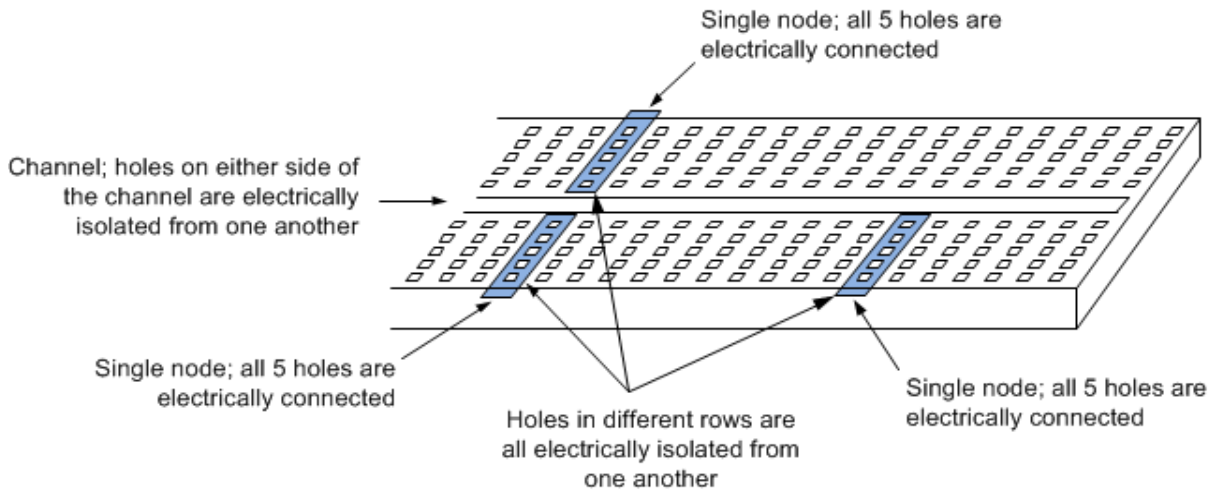 Single node; all 5 holes are
electrically connected
Channel; holes on either side of
the channel are electrically
isolated from one another
Single node; all 5 holes are
electrically connected
Holes in different rows are
all electrically isolated from
one another
Single node; all 5 holes are
electrically connected